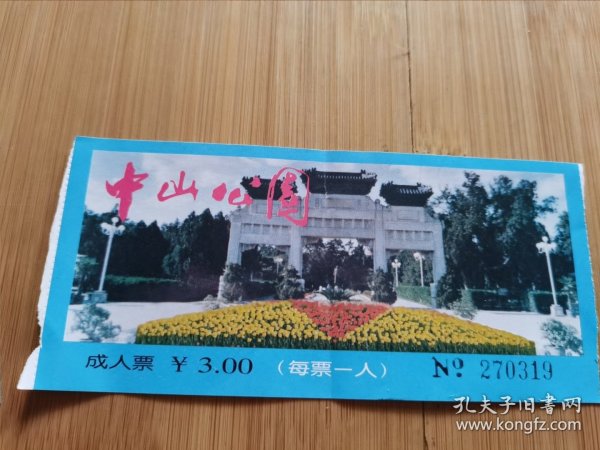 中山公园
成人票 ¥ 3.00 （每票一人） Nº 270319
孔夫子旧书网
www.kongfz.com